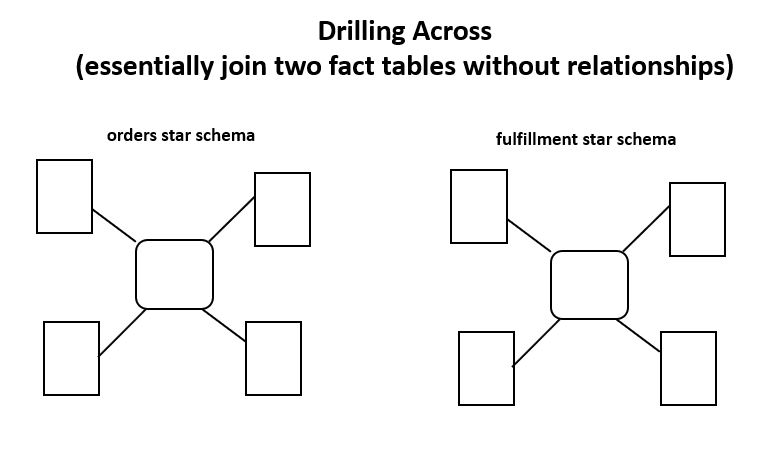 Drilling Across
(essentially join two fact tables without relationships)
orders star schema
fulfillment star schema